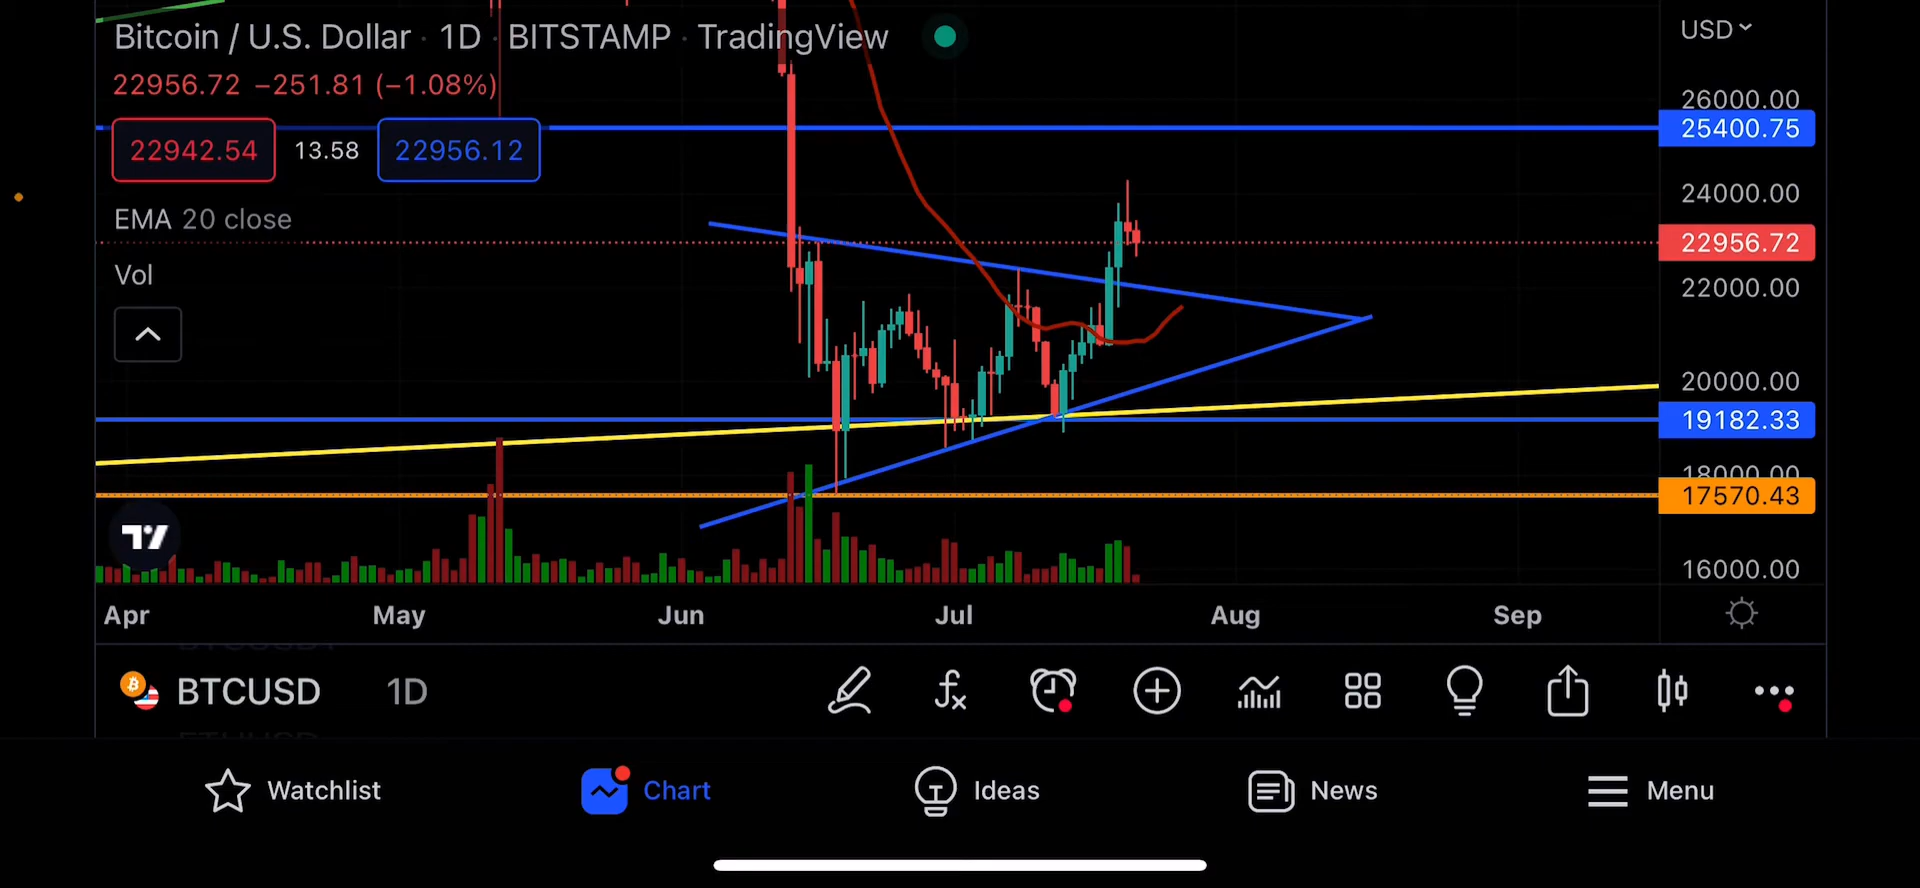 Bitcoin / U.S. Dollar · 1D · BITSTAMP · TradingView
USD
22956.72 −251.81 (−1.08%)
26000.00
25400.75
22942.54 13.58 22956.12
24000.00
EMA 20 close
22956.72
Vol
22000.00
20000.00
19182.33
18000.00
17570.43
16000.00
Apr May Jun Jul Aug Sep
BTCUSD 1D
Watchlist Chart Ideas News Menu